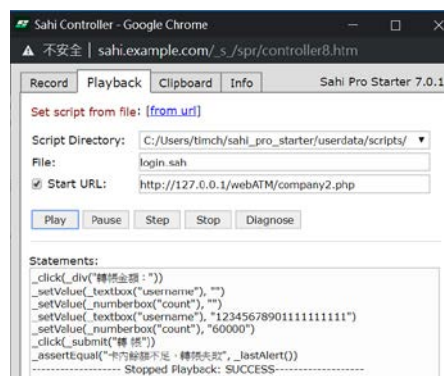 Sahi Controller - Google Chrome
不安全 | sahi.example.com/_s_/spr/controller8.htm
Record Playback Clipboard Info Sahi Pro Starter 7.0.1
Set script from file: [from url]
Script Directory: C:/Users/timch/sahi_pro_starter/userdata/scripts/
File: login.sah
Start URL: http://127.0.0.1/webATM/company2.php
Play Pause Step Stop Diagnose
Statements:
_click(_div("轉帳金額："))
_setValue(_textbox("username"), "")
_setValue(_numberbox("count"), "")
_setValue(_textbox("username"), "12345678901111111111")
_setValue(_numberbox("count"), "60000")
_click(_submit("轉 帳"))
_assertEqual("卡內餘額不足，轉帳失敗", _lastAlert())
------------------- Stopped Playback: SUCCESS-------------------